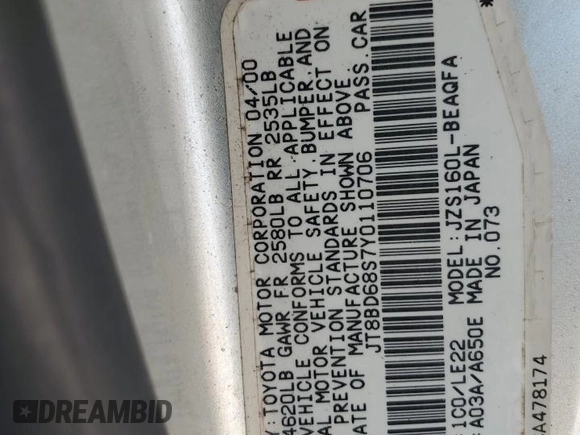 Y:TOYOTA MOTOR CORPORATION 04/00
4620LB GAWR FR 2580LB RR 2535LB
VEHICLE CONFORMS TO ALL APPLICABLE
AL MOTOR VEHICLE SAFETY, BUMPER, AND
PREVENTION STANDARDS IN EFFECT ON
ATE OF MANUFACTURE SHOWN ABOVE
JT8BD68S7Y0110706 PASS.CAR
1C0/LE22 MODEL:JZS160L-BEAQFA
A03A/A650E MADE IN JAPAN
NO.073
A478174
DREAMBID